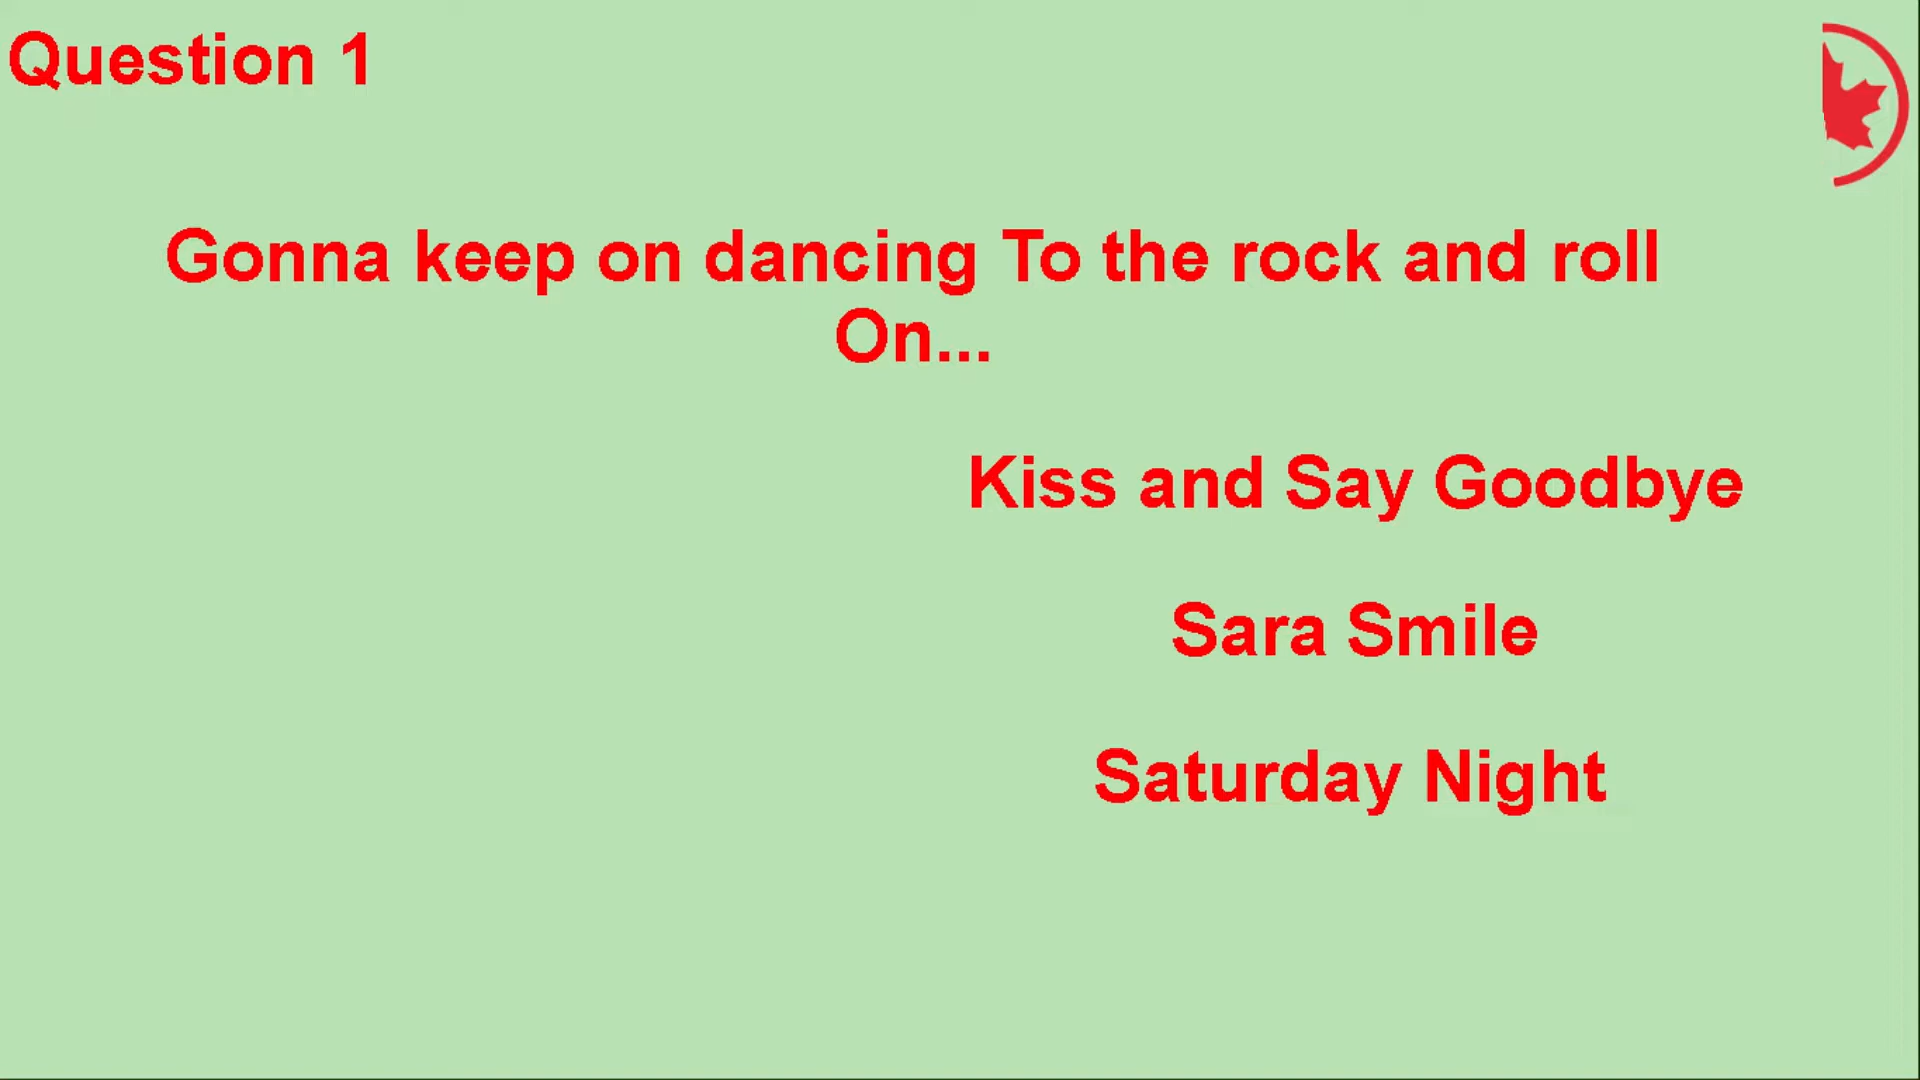 Question 1
Gonna keep on dancing To the rock and roll
On...
Kiss and Say Goodbye
Sara Smile
Saturday Night